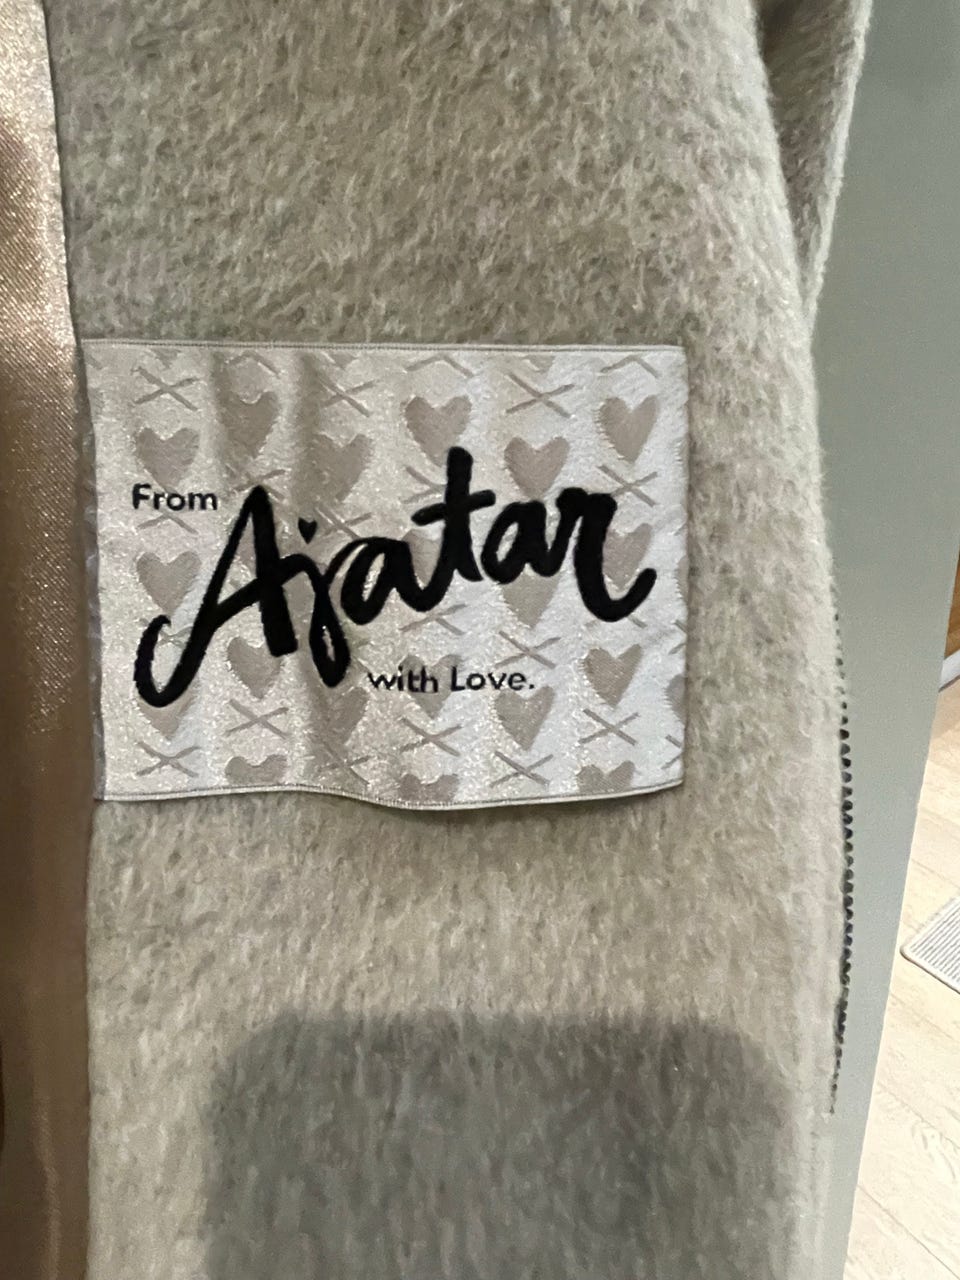 From
Ajatar
with Love.